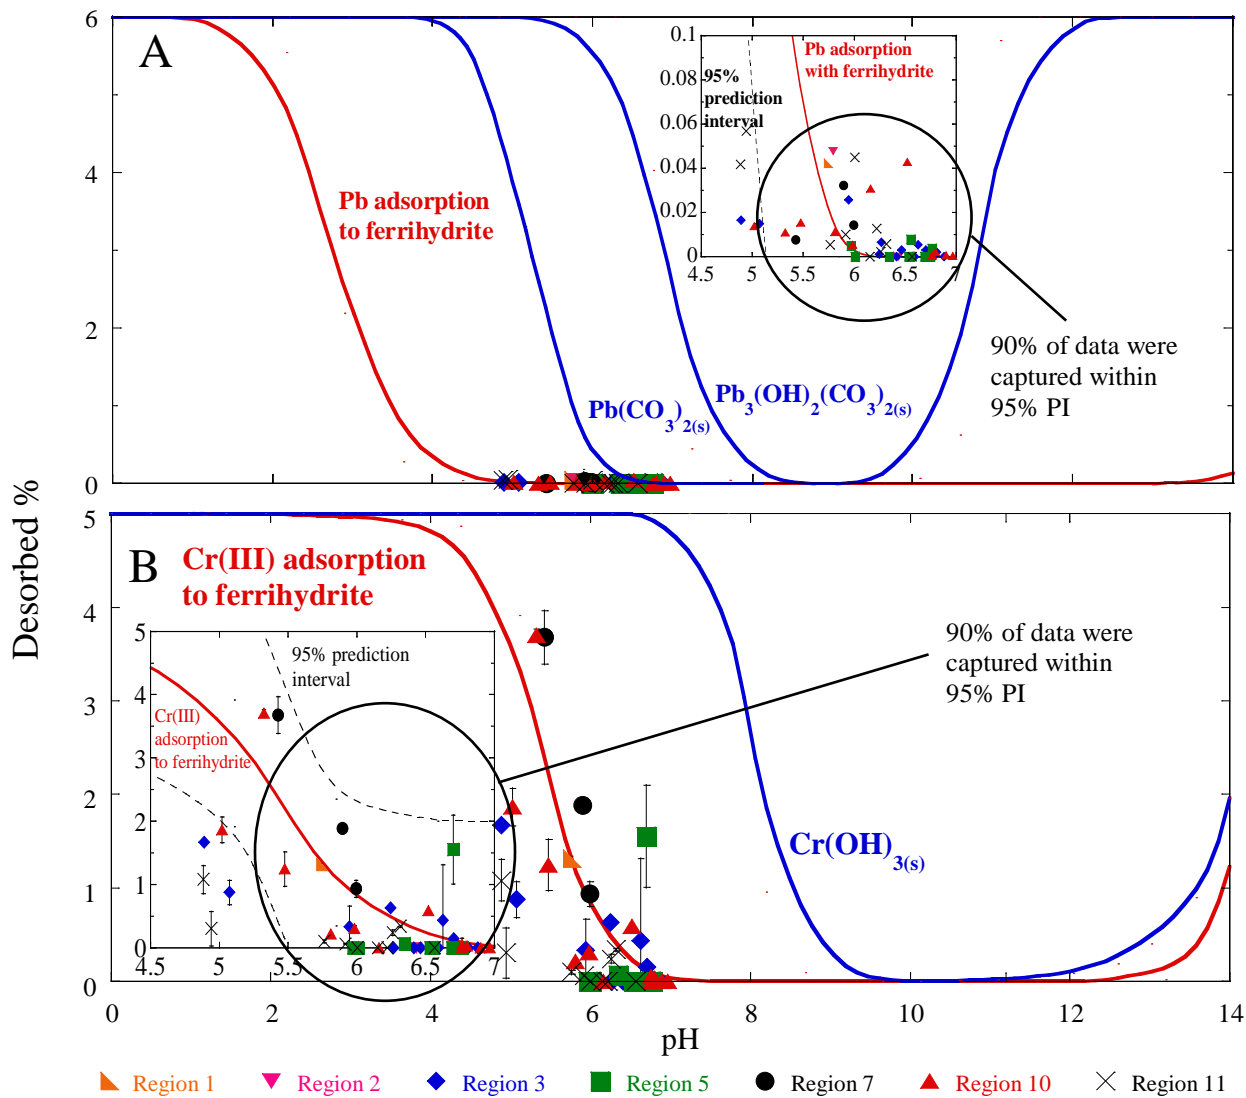 A
6
4
2
0
Pb adsorption
to ferrihydrite
Pb(CO3)2(s)
Pb3(OH)2(CO3)2(s)
0.1
0.08
0.06
0.04
0.02
0
4.5 5 5.5 6 6.5 7
95%
prediction
interval
Pb adsorption
with ferrihydrite
90% of data were
captured within
95% PI
Desorbed %
B
5
4
3
2
1
0
Cr(III) adsorption
to ferrihydrite
5
4
3
2
1
0
4.5 5 5.5 6 6.5 7
95% prediction
interval
Cr(III)
adsorption
to ferrihydrite
90% of data were
captured within
95% PI
Cr(OH)3(s)
0 2 4 6 8 10 12 14
pH
Region 1 Region 2 Region 3 Region 5 Region 7 Region 10 Region 11